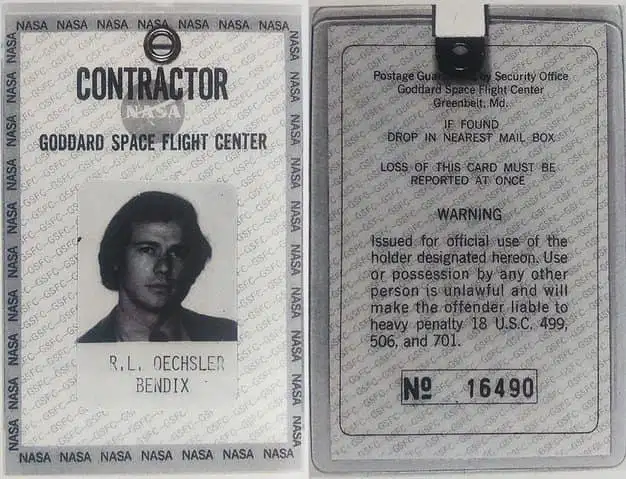 NASA NASA NASA NASA NASA NASA NASA
CONTRACTOR
NASA
GODDARD SPACE FLIGHT CENTER
R.L. OECHSLER
BENDIX
NASA NASA NASA NASA NASA NASA NASA
Postage by Security Office
Goddard Space Flight Center
Greenbelt, Md.
IF FOUND
DROP IN NEAREST MAIL BOX
LOSS OF THIS CARD MUST BE
REPORTED AT ONCE
WARNING
Issued for official use of the
holder designated hereon. Use
or possession by any other
person is unlawful and will
make the offender liable to
heavy penalty 18 U.S.C. 499,
506, and 701.
Nº 16490